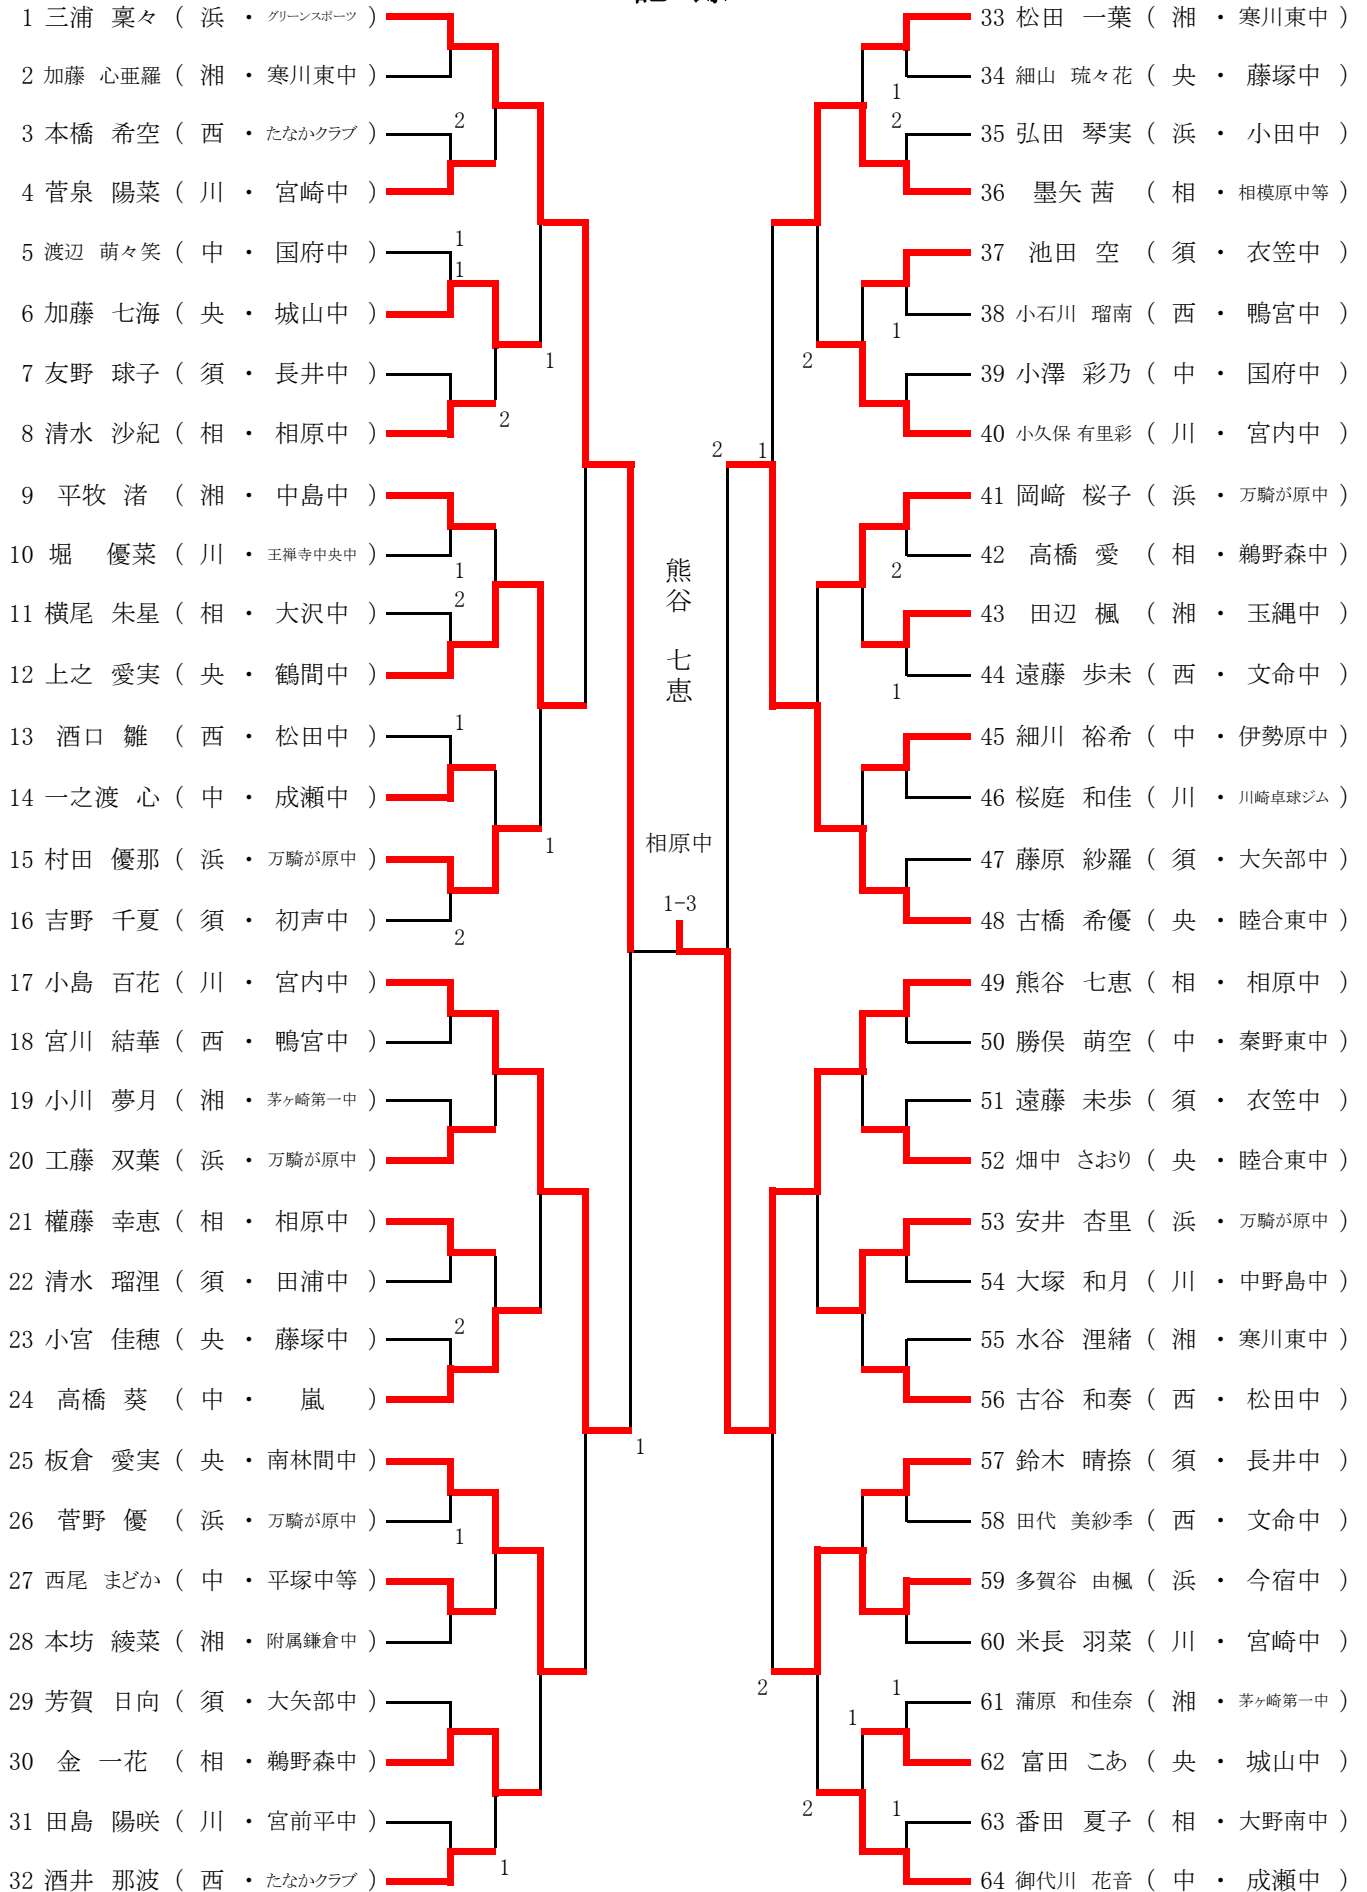 1 三浦 稟々 ( 浜 ・ グリーンスポーツ )
2 加藤 心亜羅 ( 湘 ・ 寒川東中 )
2
3 本橋 希空 ( 西 ・ たなかクラブ )
4 菅泉 陽菜 ( 川 ・ 宮崎中 )
1
5 渡辺 萌々笑 ( 中 ・ 国府中 )
1
6 加藤 七海 ( 央 ・ 城山中 )
1
7 友野 球子 ( 須 ・ 長井中 )
2
8 清水 沙紀 ( 相 ・ 相原中 )
9 平牧 渚 ( 湘 ・ 中島中 )
10 堀 優菜 ( 川 ・ 王禅寺中央中 )
1
2
11 横尾 朱星 ( 相 ・ 大沢中 )
12 上之 愛実 ( 央 ・ 鶴間中 )
1
13 酒口 雛 ( 西 ・ 松田中 )
14 一之渡 心 ( 中 ・ 成瀬中 )
1
15 村田 優那 ( 浜 ・ 万騎が原中 )
16 吉野 千夏 ( 須 ・ 初声中 )
2
17 小島 百花 ( 川 ・ 宮内中 )
18 宮川 結華 ( 西 ・ 鴨宮中 )
19 小川 夢月 ( 湘 ・ 茅ヶ崎第一中 )
20 工藤 双葉 ( 浜 ・ 万騎が原中 )
21 權藤 幸恵 ( 相 ・ 相原中 )
22 清水 瑠浬 ( 須 ・ 田浦中 )
2
23 小宮 佳穂 ( 央 ・ 藤塚中 )
24 高橋 葵 ( 中 ・ 嵐 )
1
25 板倉 愛実 ( 央 ・ 南林間中 )
26 菅野 優 ( 浜 ・ 万騎が原中 )
1
27 西尾 まどか ( 中 ・ 平塚中等 )
28 本坊 綾菜 ( 湘 ・ 附属鎌倉中 )
29 芳賀 日向 ( 須 ・ 大矢部中 )
30 金 一花 ( 相 ・ 鵜野森中 )
31 田島 陽咲 ( 川 ・ 宮前平中 )
1
32 酒井 那波 ( 西 ・ たなかクラブ )
熊谷 七恵
相原中
1-3
33 松田 一葉 ( 湘 ・ 寒川東中 )
34 細山 琉々花 ( 央 ・ 藤塚中 )
1
2
35 弘田 琴実 ( 浜 ・ 小田中 )
36 墨矢 茜 ( 相 ・ 相模原中等 )
37 池田 空 ( 須 ・ 衣笠中 )
38 小石川 瑠南 ( 西 ・ 鴨宮中 )
1
2
39 小澤 彩乃 ( 中 ・ 国府中 )
40 小久保 有里彩 ( 川 ・ 宮内中 )
2 1
41 岡﨑 桜子 ( 浜 ・ 万騎が原中 )
42 高橋 愛 ( 相 ・ 鵜野森中 )
2
43 田辺 楓 ( 湘 ・ 玉縄中 )
44 遠藤 歩未 ( 西 ・ 文命中 )
1
45 細川 裕希 ( 中 ・ 伊勢原中 )
46 桜庭 和佳 ( 川 ・ 川崎卓球ジム )
47 藤原 紗羅 ( 須 ・ 大矢部中 )
48 古橋 希優 ( 央 ・ 睦合東中 )
49 熊谷 七恵 ( 相 ・ 相原中 )
50 勝俣 萌空 ( 中 ・ 秦野東中 )
51 遠藤 未歩 ( 須 ・ 衣笠中 )
52 畑中 さおり ( 央 ・ 睦合東中 )
53 安井 杏里 ( 浜 ・ 万騎が原中 )
54 大塚 和月 ( 川 ・ 中野島中 )
55 水谷 浬緒 ( 湘 ・ 寒川東中 )
56 古谷 和奏 ( 西 ・ 松田中 )
57 鈴木 晴捺 ( 須 ・ 長井中 )
58 田代 美紗季 ( 西 ・ 文命中 )
59 多賀谷 由楓 ( 浜 ・ 今宿中 )
60 米長 羽菜 ( 川 ・ 宮崎中 )
2
1
61 蒲原 和佳奈 ( 湘 ・ 茅ヶ崎第一中 )
1
62 富田 こあ ( 央 ・ 城山中 )
2
1
63 番田 夏子 ( 相 ・ 大野南中 )
64 御代川 花音 ( 中 ・ 成瀬中 )